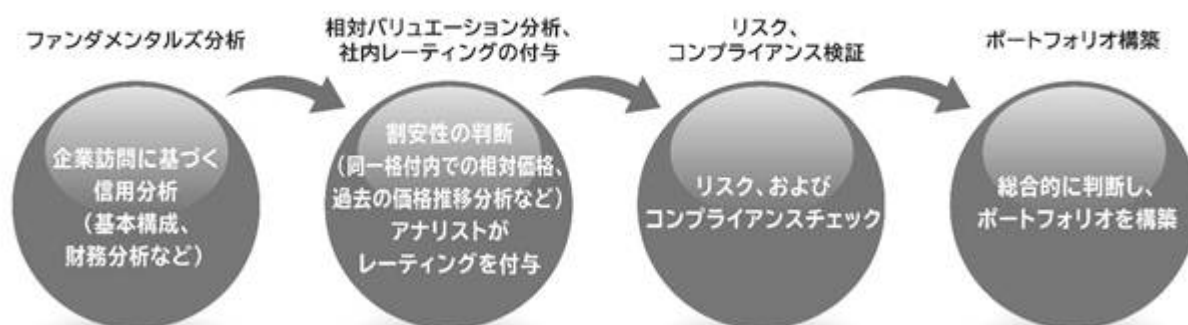 ファンダメンタルズ分析
相対バリュエーション分析、
社内レーティングの付与
リスク、
コンプライアンス検証
ポートフォリオ構築
企業訪問に基づく
信用分析
(基本構成、
財務分析など)
割安性の判断
(同一格付内での相対価格、
過去の価格推移分析など)
アナリストが
レーティングを付与
リスク、および
コンプライアンスチェック
総合的に判断し、
ポートフォリオを構築